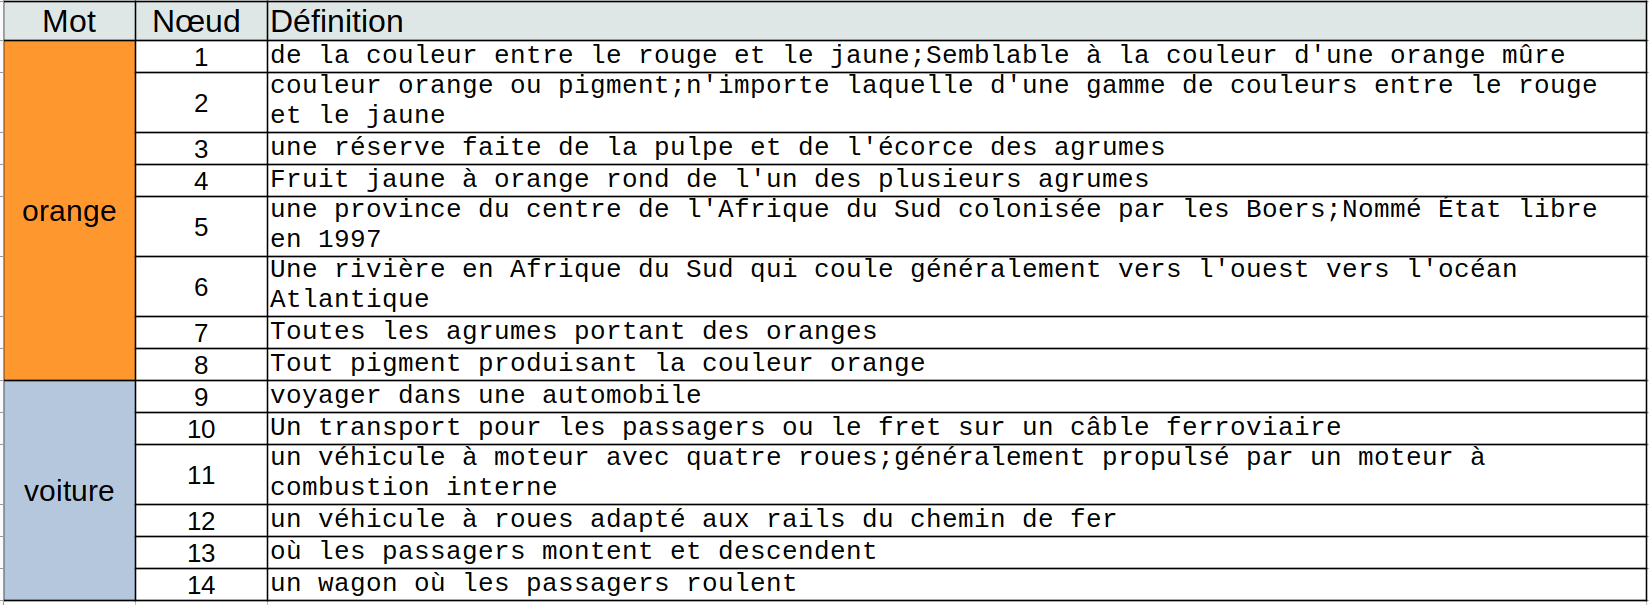 Mot Nœud Définition
orange
1 de la couleur entre le rouge et le jaune;Semblable à la couleur d'une orange mûre
2 couleur orange ou pigment;n'importe laquelle d'une gamme de couleurs entre le rouge
et le jaune
3 une réserve faite de la pulpe et de l'écorce des agrumes
4 Fruit jaune à orange rond de l'un des plusieurs agrumes
5 une province du centre de l'Afrique du Sud colonisée par les Boers;Nommé État libre
en 1997
6 Une rivière en Afrique du Sud qui coule généralement vers l'ouest vers l'océan
Atlantique
7 Toutes les agrumes portant des oranges
8 Tout pigment produisant la couleur orange
voiture
9 voyager dans une automobile
10 Un transport pour les passagers ou le fret sur un câble ferroviaire
11 un véhicule à moteur avec quatre roues;généralement propulsé par un moteur à
combustion interne
12 un véhicule à roues adapté aux rails du chemin de fer
13 où les passagers montent et descendent
14 un wagon où les passagers roulent